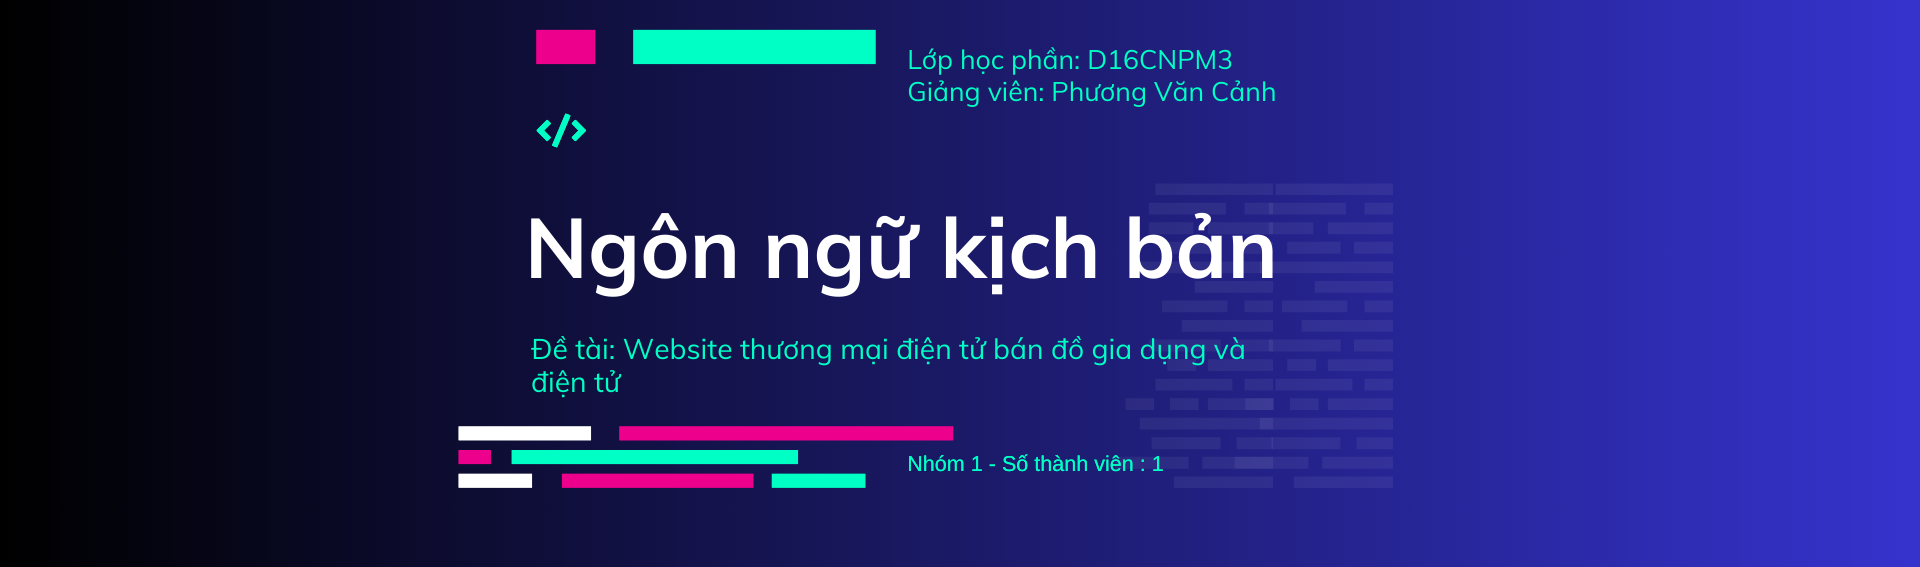 Lớp học phần: D16CNPM3
Giảng viên: Phương Văn Cảnh
Ngôn ngữ kịch bản
Đề tài: Website thương mại điện tử bán đồ gia dụng và
điện tử
Nhóm 1 - Số thành viên : 1